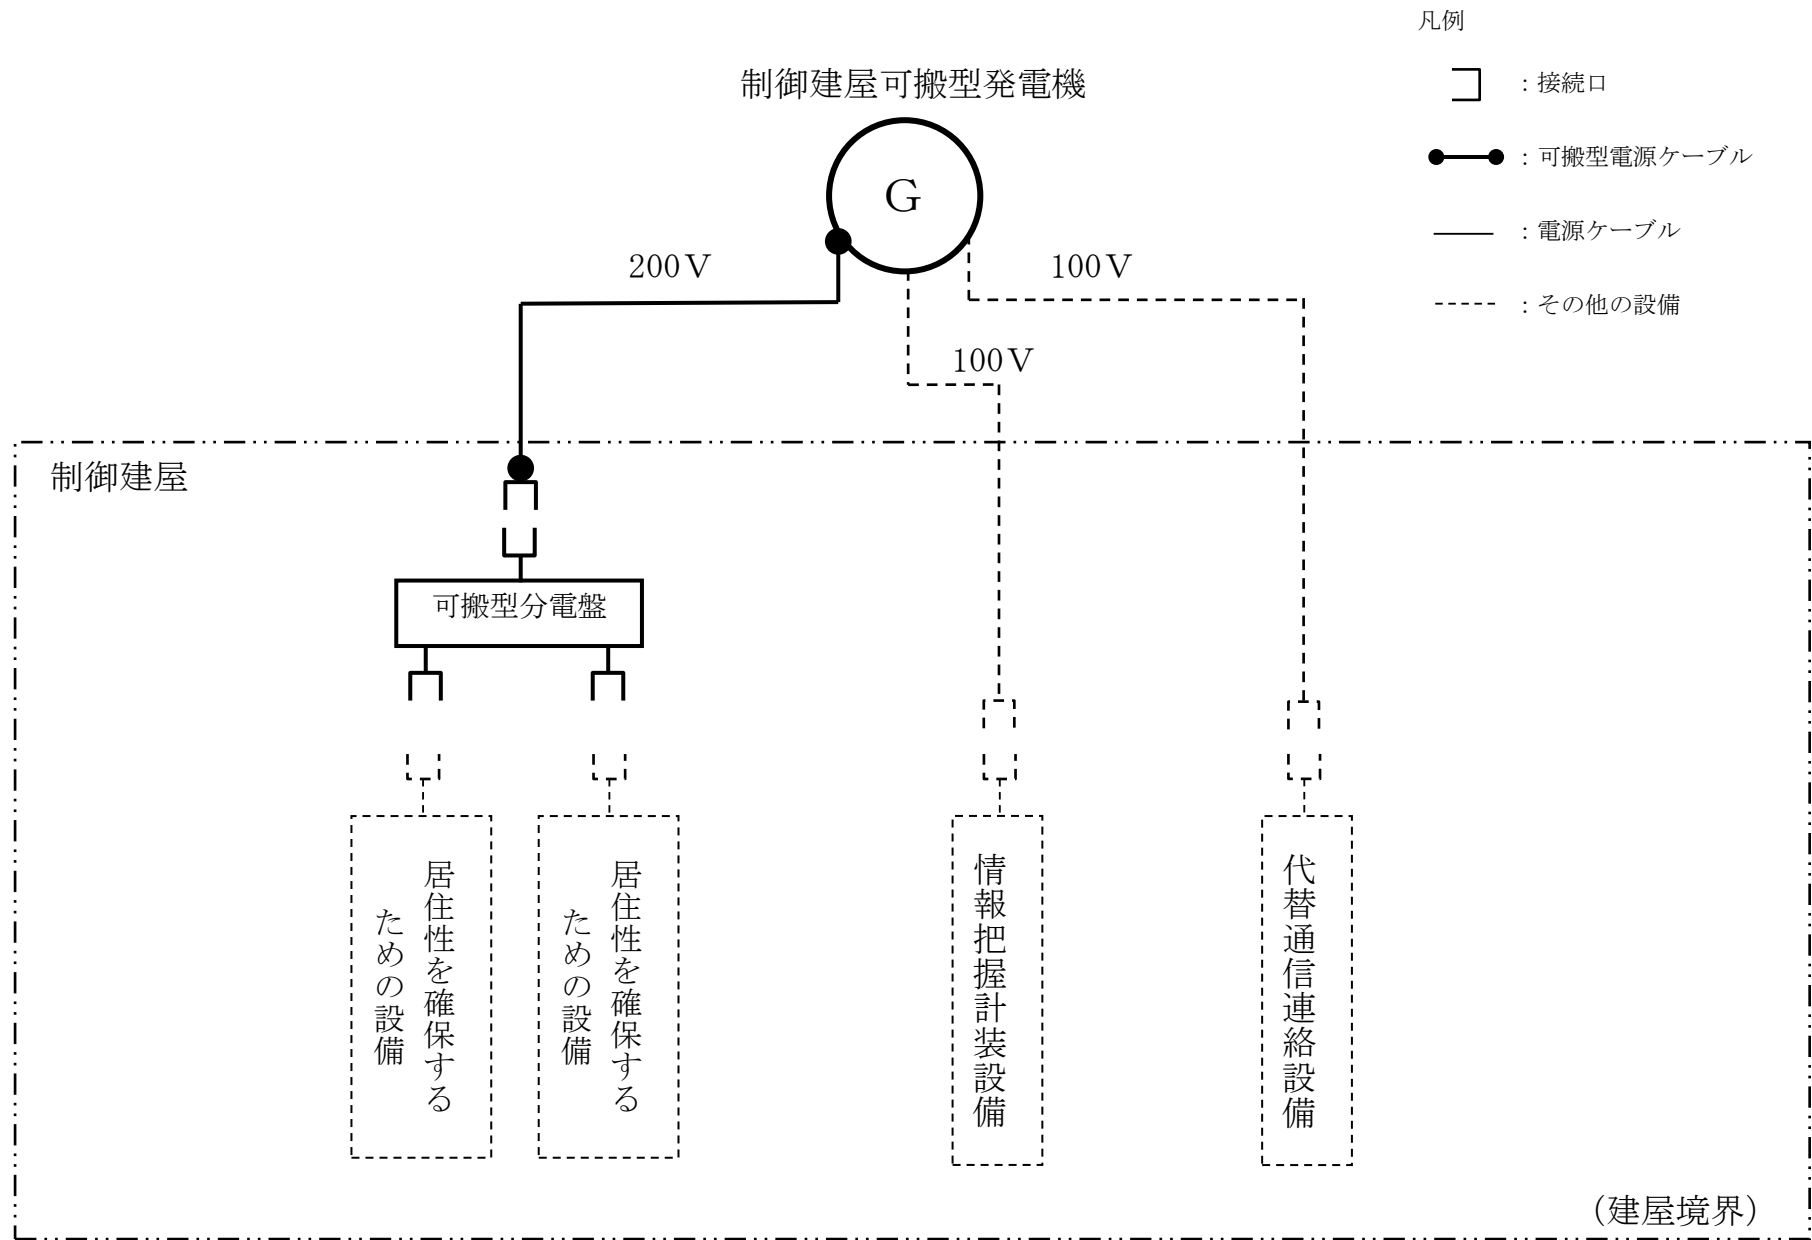 凡例
：接続口
：可搬型電源ケーブル
：電源ケーブル
：その他の設備
制御建屋可搬型発電機
G
200V
100V
100V
制御建屋
可搬型分電盤
居住性を確保する
ための設備
居住性を確保する
ための設備
情報把握計装設備
代替通信連絡設備
（建屋境界）